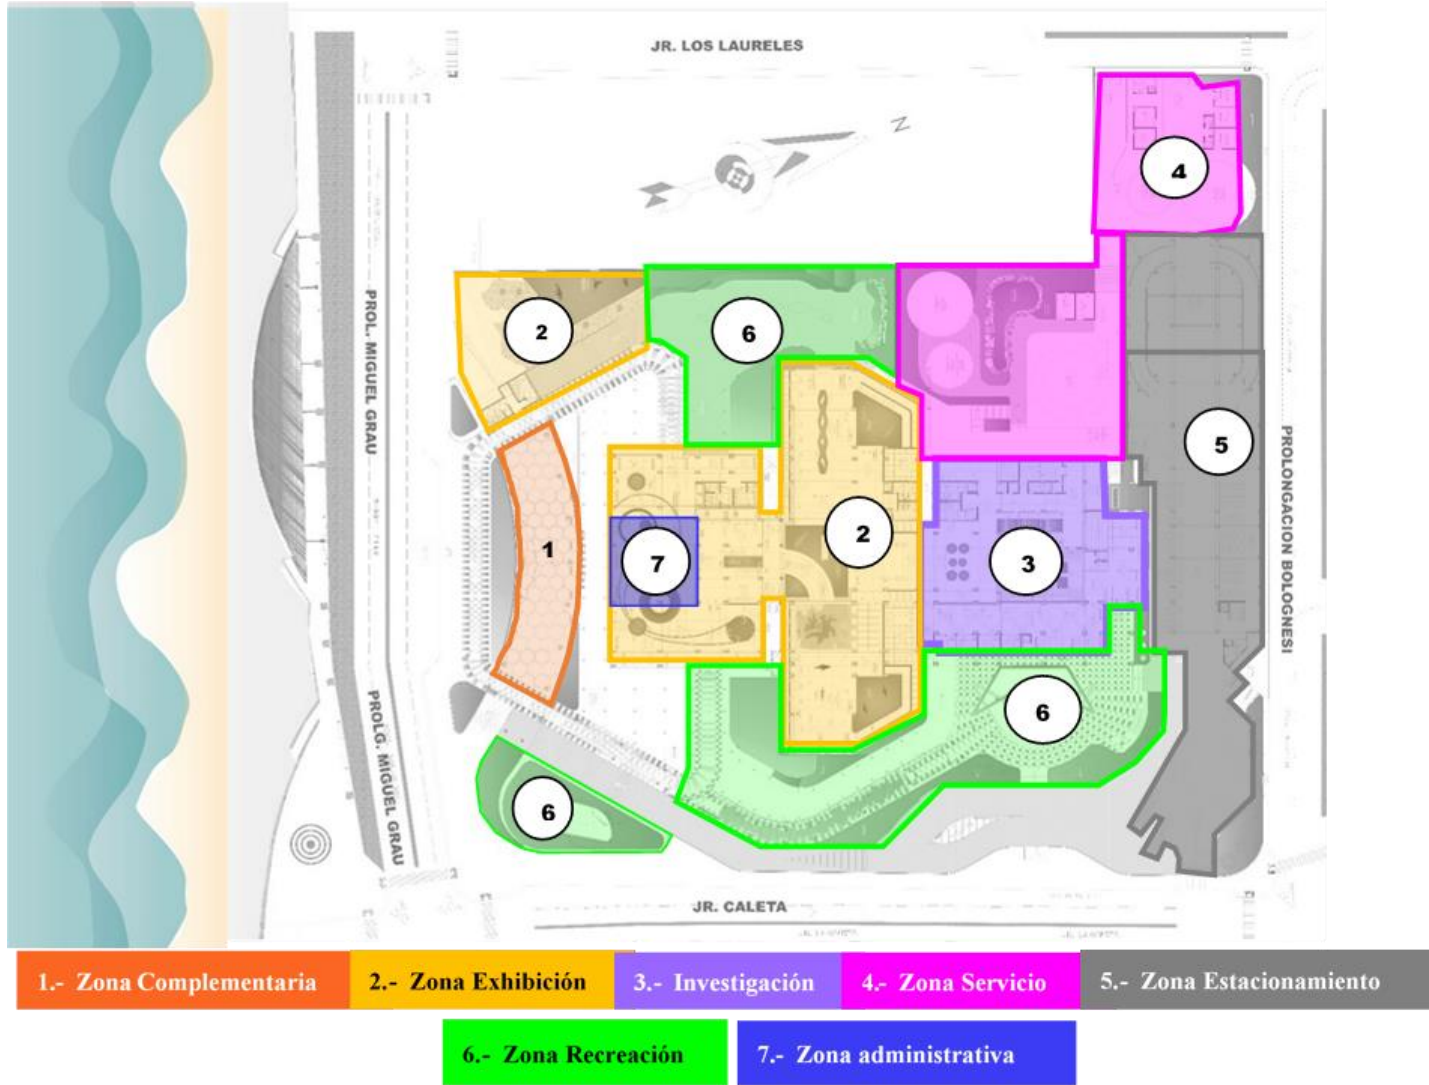 JR. LOS LAURELES
N
4
2
6
PROL. MIGUEL GRAU
5
PROLONGACION BOLOGNESI
1
7
2
3
6
PROLG. MIGUEL GRAU
6
JR. CALETA
1.- Zona Complementaria
2.- Zona Exhibición
3.- Investigación
4.- Zona Servicio
5.- Zona Estacionamiento
6.- Zona Recreación
7.- Zona administrativa